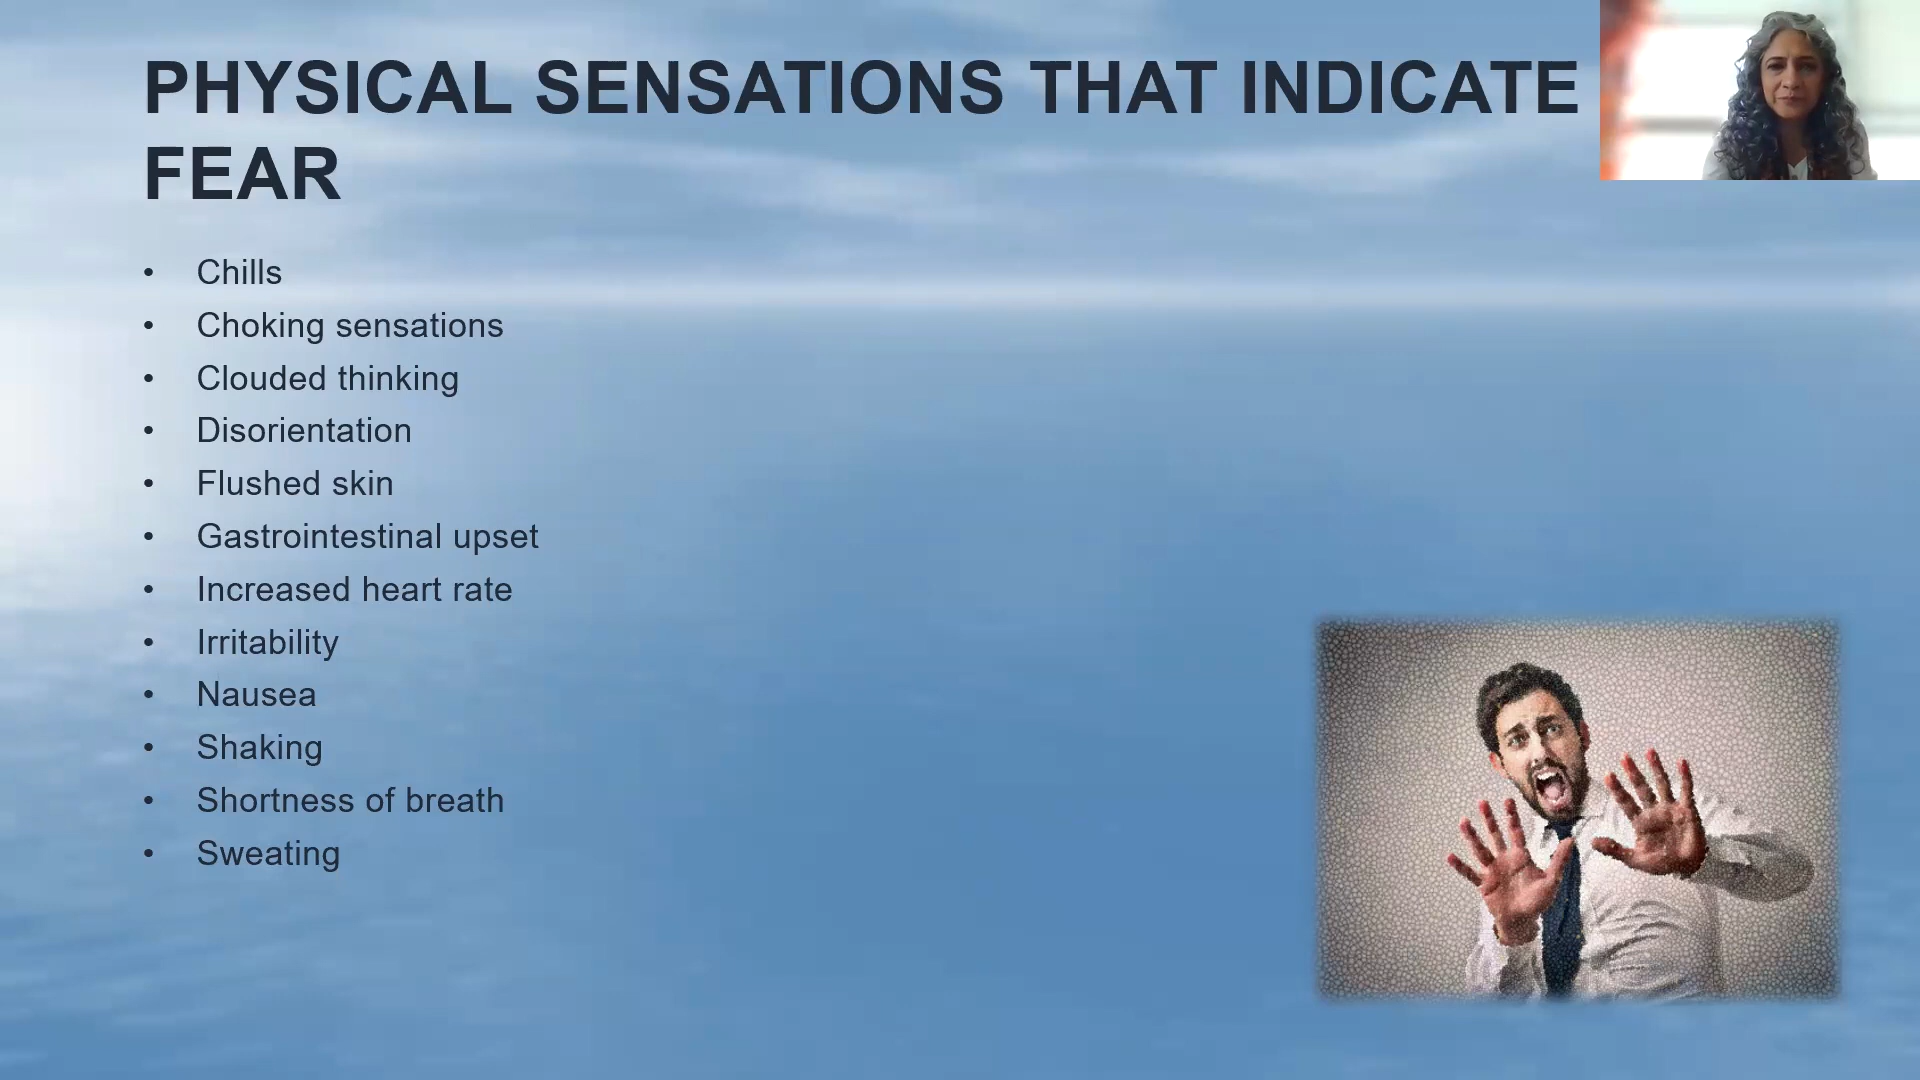 PHYSICAL SENSATIONS THAT INDICATE
FEAR
• Chills
• Choking sensations
• Clouded thinking
• Disorientation
• Flushed skin
• Gastrointestinal upset
• Increased heart rate
• Irritability
• Nausea
• Shaking
• Shortness of breath
• Sweating